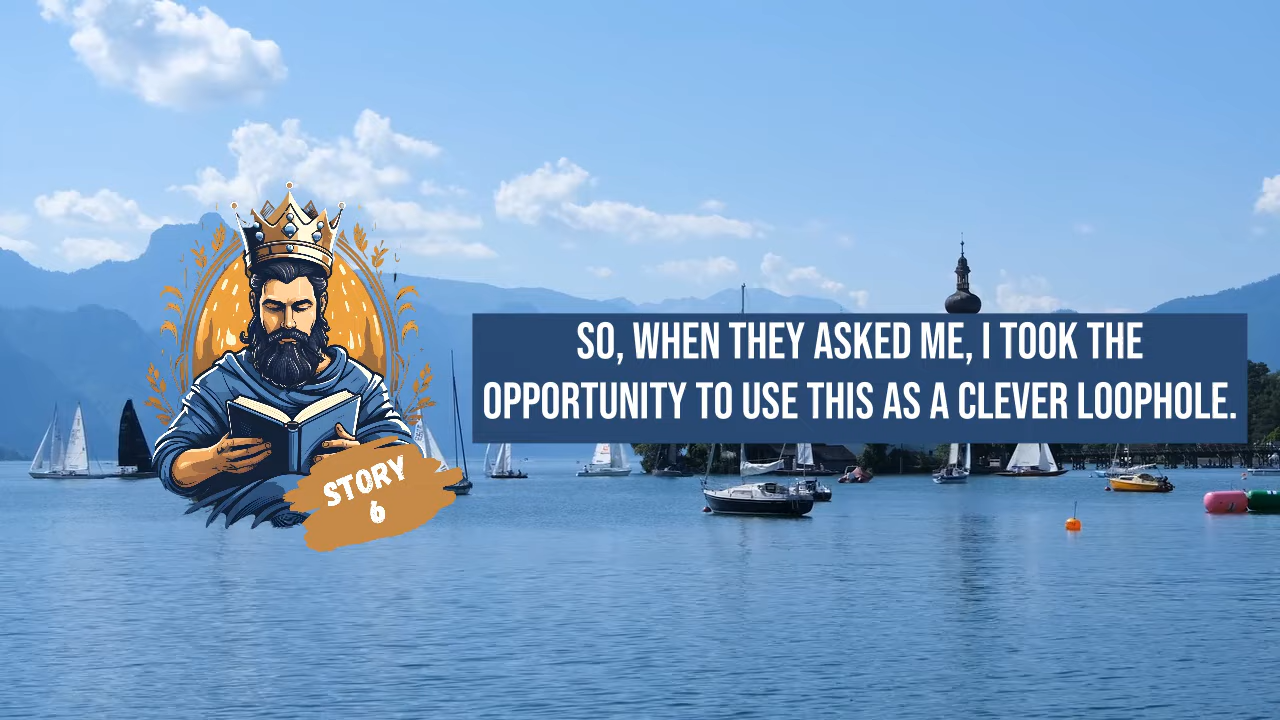 SO, WHEN THEY ASKED ME, I TOOK THE
OPPORTUNITY TO USE THIS AS A CLEVER LOOPHOLE.
STORY
6